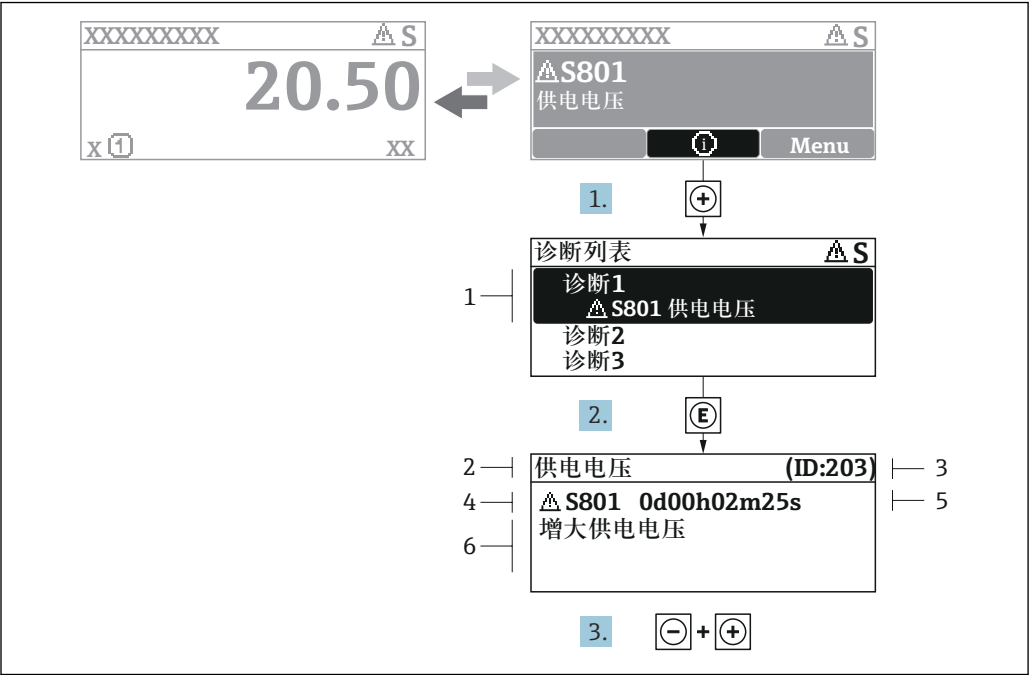 XXXXXXXXX ⚠ S
20.50
x ① XX
XXXXXXXXX ⚠ S
⚠S801
供电电压
ⓘ Menu
1. +
诊断列表 ⚠ S
1
诊断1
⚠ S801 供电电压
诊断2
诊断3
2. E
2 供电电压 (ID:203) 3
4 ⚠ S801 0d00h02m25s 5
6 增大供电电压
3. - + +